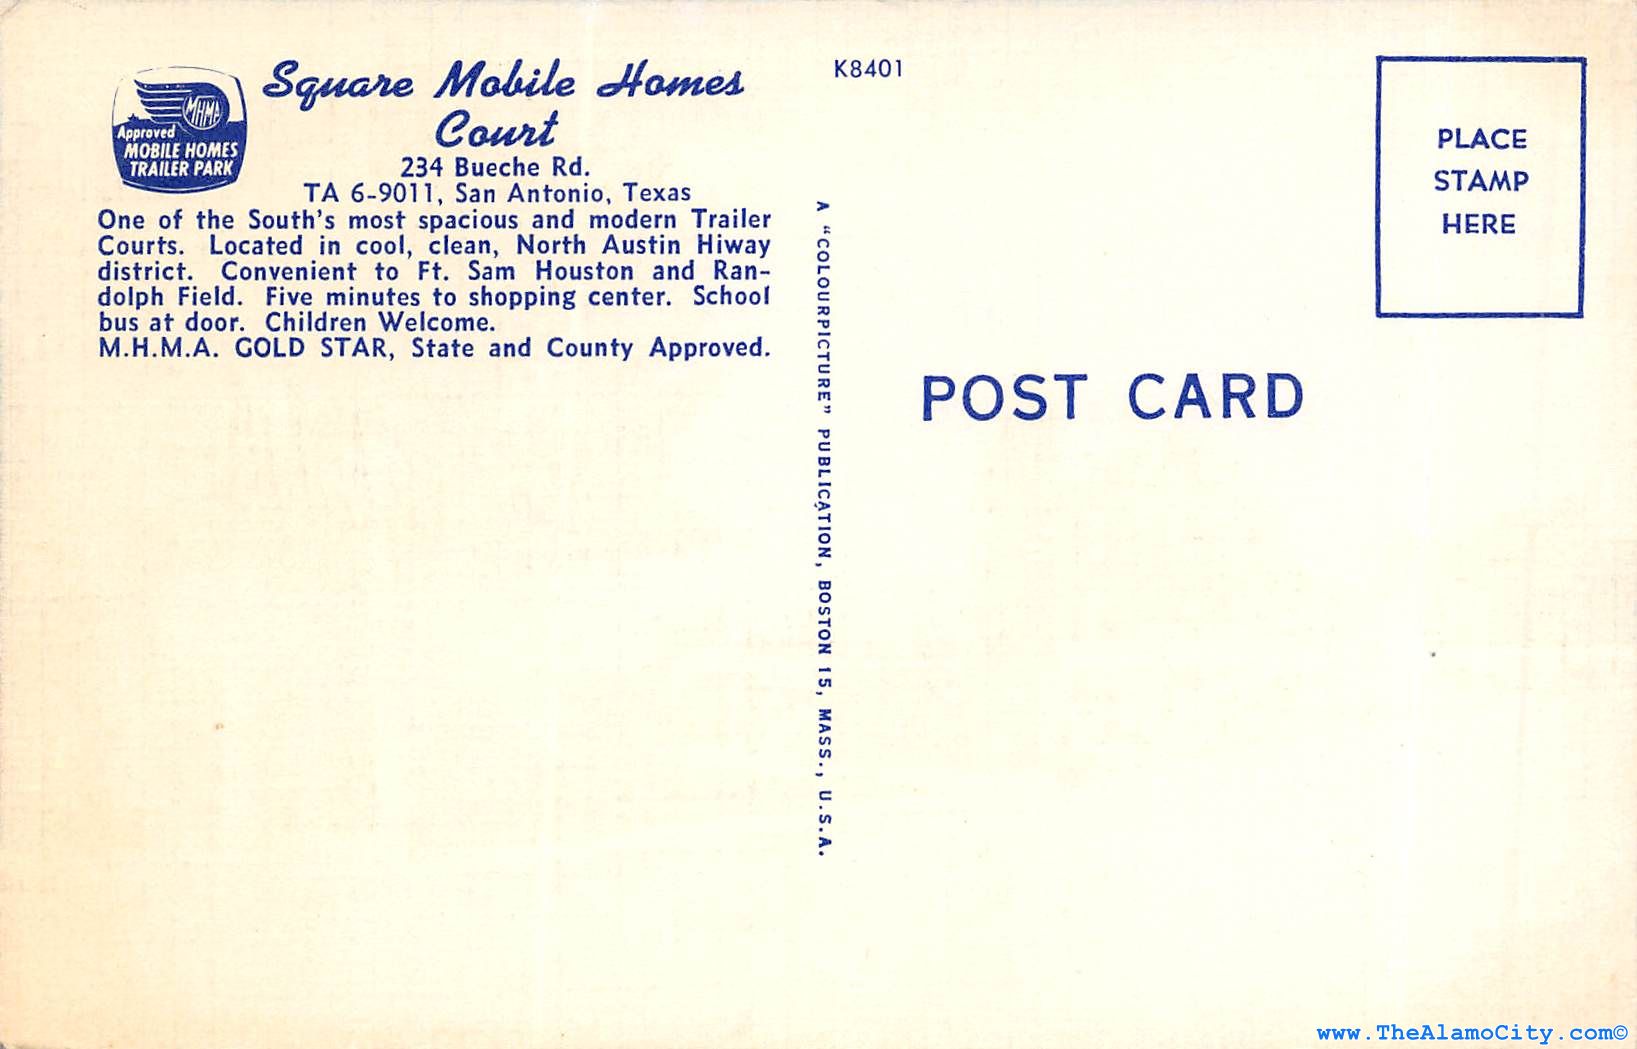 Square Mobile Homes
Court
234 Bueche Rd.
TA 6-9011, San Antonio, Texas
MHMA
Approved
MOBILE HOMES
TRAILER PARK
One of the South's most spacious and modern Trailer
Courts. Located in cool, clean, North Austin Hiway
district. Convenient to Ft. Sam Houston and Ran-
dolph Field. Five minutes to shopping center. School
bus at door. Children Welcome.
M.H.M.A. GOLD STAR, State and County Approved.
K8401
A "COLOURPICTURE" PUBLICATION, BOSTON 15, MASS., U.S.A.
PLACE
STAMP
HERE
POST CARD
www.TheAlamoCity.com©